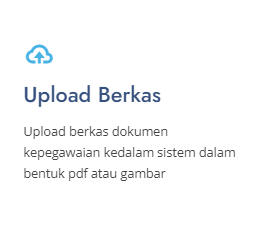 Upload Berkas
Upload berkas dokumen
kepegawaian kedalam sistem dalam
bentuk pdf atau gambar